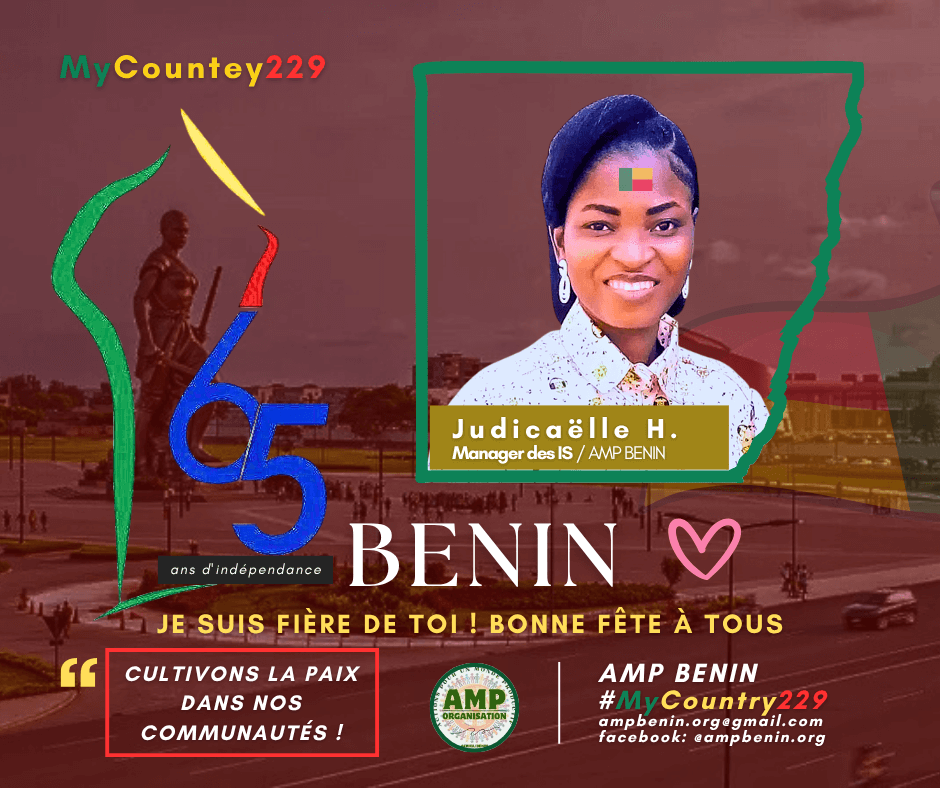 MyCountey229
65
ans d'indépendance
Judicaëlle H.
Manager des IS / AMP BENIN
BENIN
JE SUIS FIÈRE DE TOI ! BONNE FÊTE À TOUS
“
CULTIVONS LA PAIX
DANS NOS
COMMUNAUTÉS !
AMP
ORGANISATION
AMP BENIN
#MyCountry229
ampbenin.org@gmail.com
facebook: @ampbenin.org